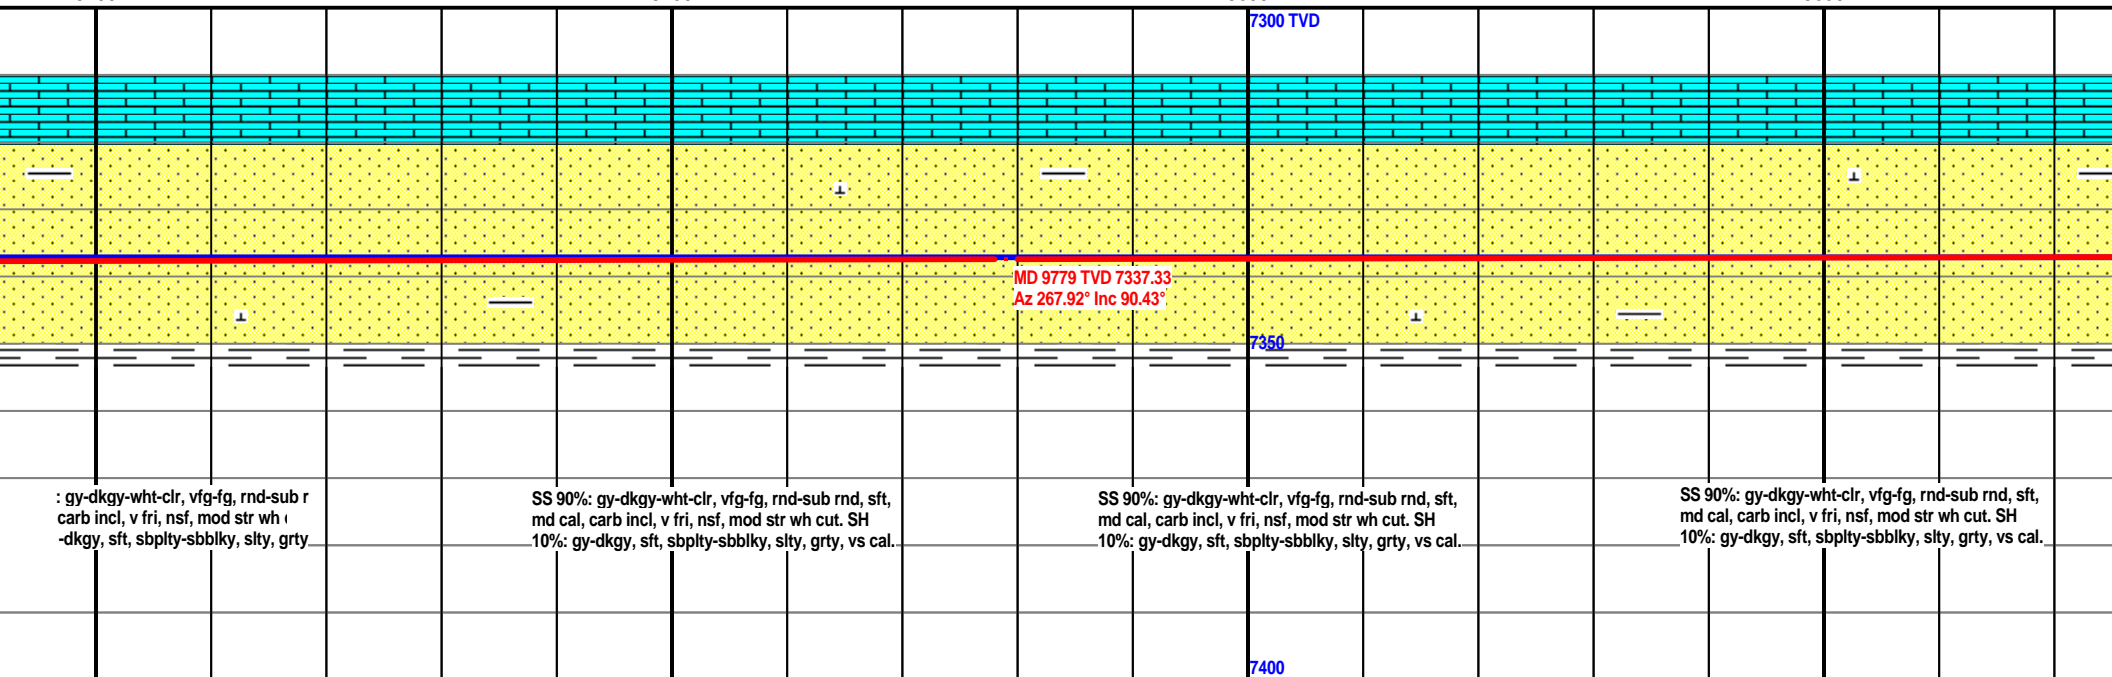 7300 TVD
MD 9779 TVD 7337.33
Az 267.92° Inc 90.43°
7350
: gy-dkgy-wht-clr, vfg-fg, rnd-sub r
carb incl, v fri, nsf, mod str wh
-dkgy, sft, sbplty-sbblky, slty, grty
SS 90%: gy-dkgy-wht-clr, vfg-fg, rnd-sub rnd, sft,
md cal, carb incl, v fri, nsf, mod str wh cut. SH
10%: gy-dkgy, sft, sbplty-sbblky, slty, grty, vs cal.
SS 90%: gy-dkgy-wht-clr, vfg-fg, rnd-sub rnd, sft,
md cal, carb incl, v fri, nsf, mod str wh cut. SH
10%: gy-dkgy, sft, sbplty-sbblky, slty, grty, vs cal.
SS 90%: gy-dkgy-wht-clr, vfg-fg, rnd-sub rnd, sft,
md cal, carb incl, v fri, nsf, mod str wh cut. SH
10%: gy-dkgy, sft, sbplty-sbblky, slty, grty, vs cal.
7400